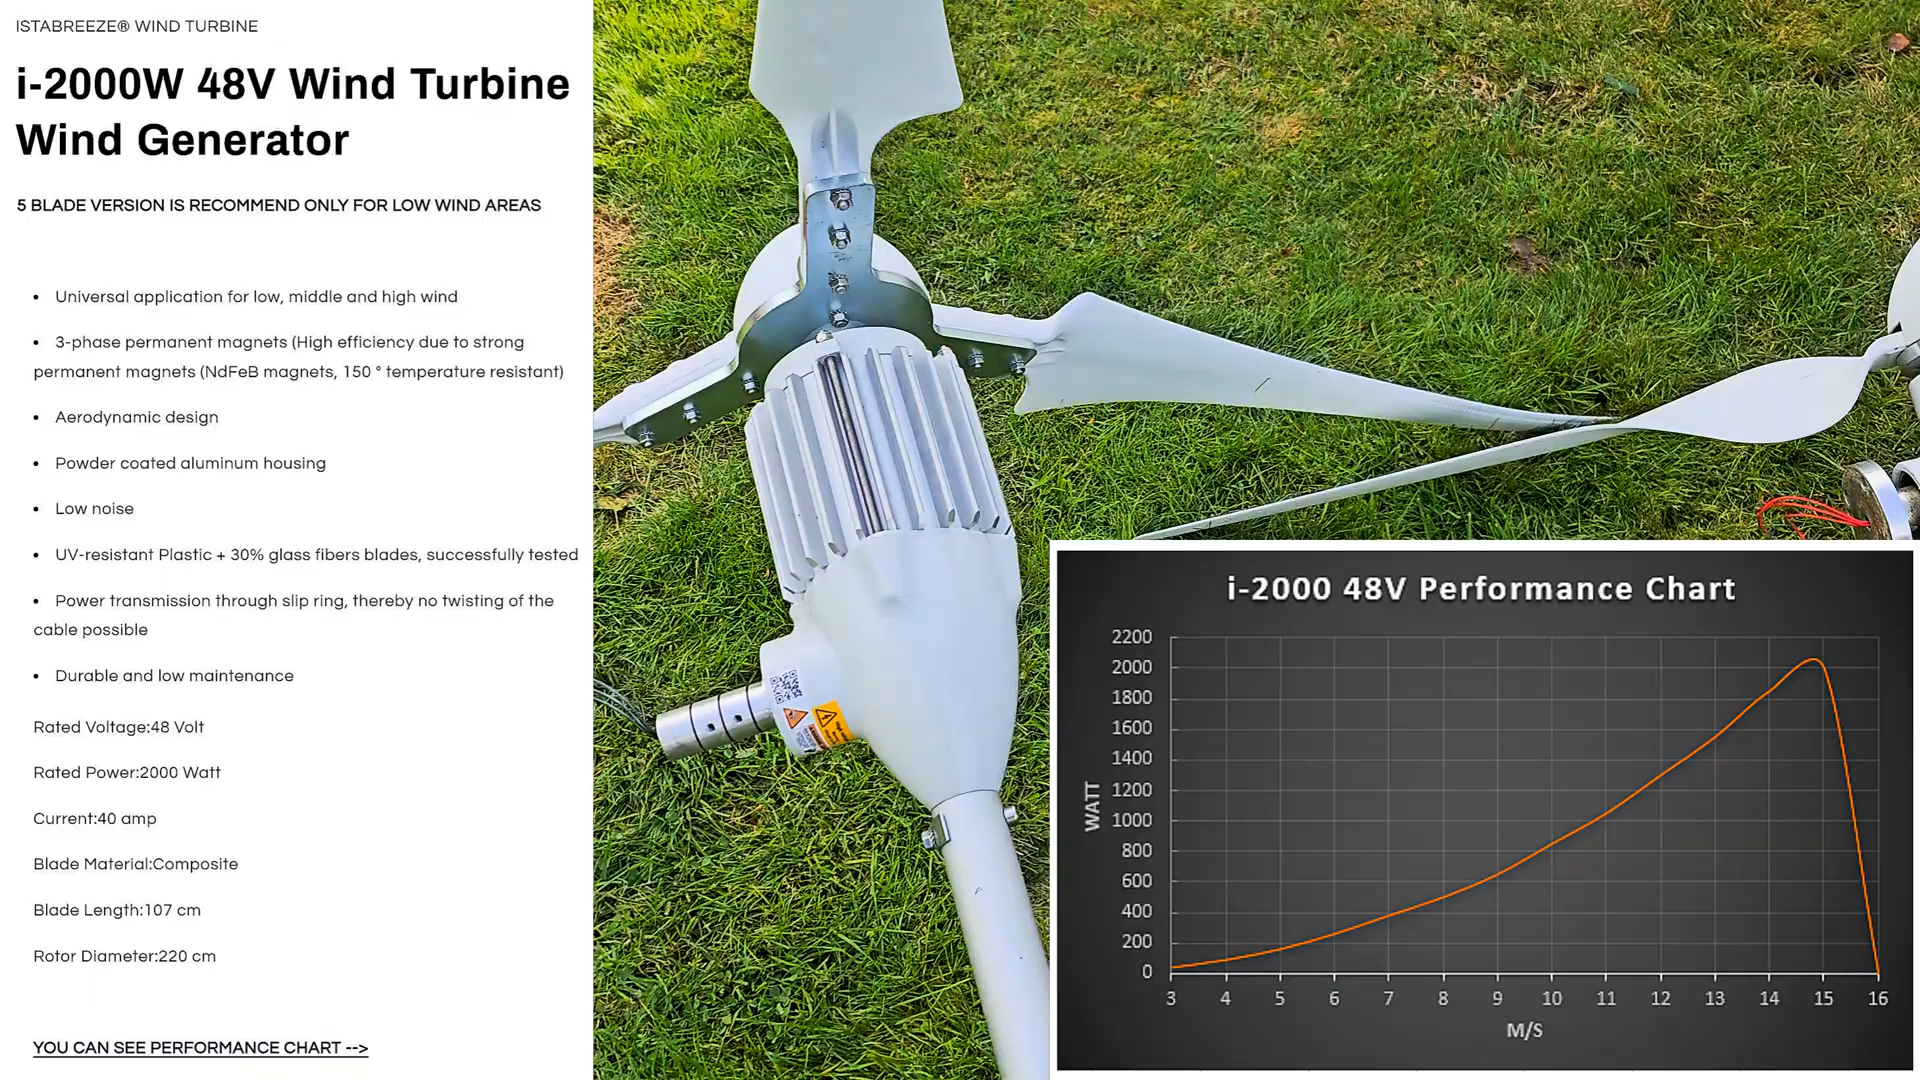 ISTABREEZE® WIND TURBINE
i-2000W 48V Wind Turbine
Wind Generator
5 BLADE VERSION IS RECOMMEND ONLY FOR LOW WIND AREAS
• Universal application for low, middle and high wind
• 3-phase permanent magnets (High efficiency due to strong
permanent magnets (NdFeB magnets, 150 ° temperature resistant)
• Aerodynamic design
• Powder coated aluminum housing
• Low noise
• UV-resistant Plastic + 30% glass fibers blades, successfully tested
• Power transmission through slip ring, thereby no twisting of the
cable possible
• Durable and low maintenance
Rated Voltage:48 Volt
Rated Power:2000 Watt
Current:40 amp
Blade Material:Composite
Blade Length:107 cm
Rotor Diameter:220 cm
YOU CAN SEE PERFORMANCE CHART -->
i-2000 48V Performance Chart
2200
2000
1800
1600
1400
1200
1000
800
600
400
200
0
WATT
3 4 5 6 7 8 9 10 11 12 13 14 15 16
M/S